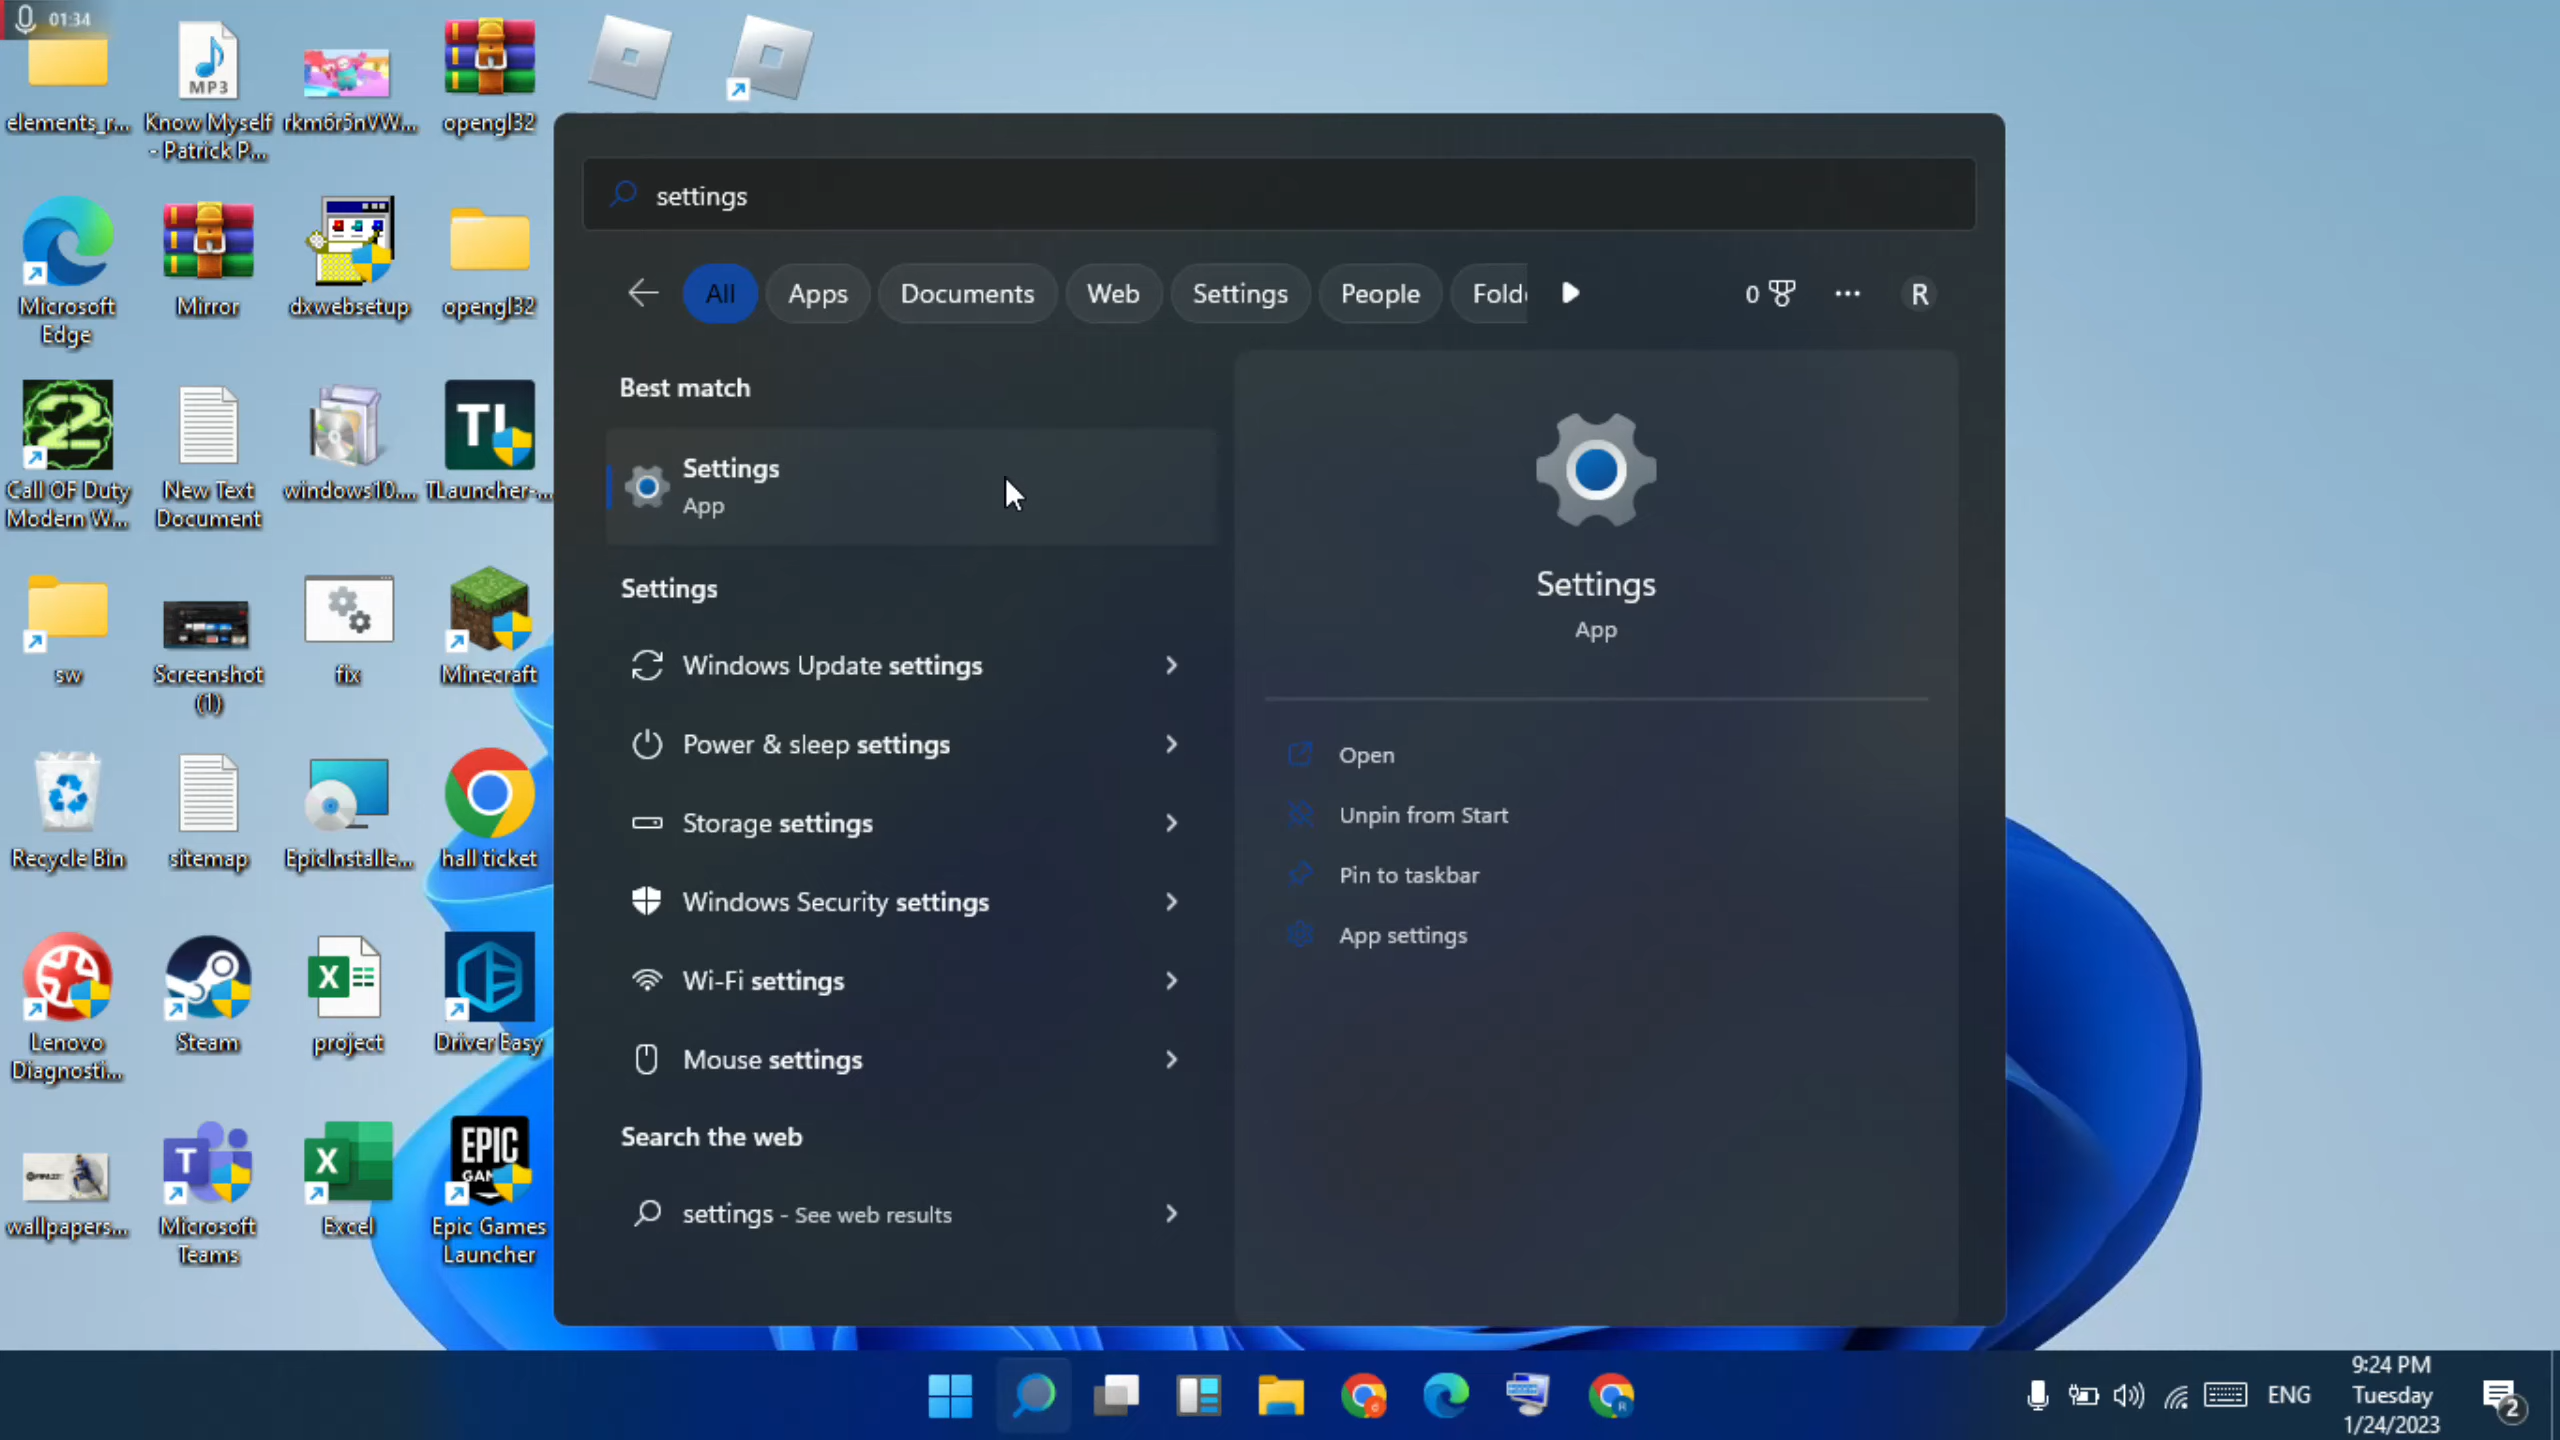 01:34
MP3
elements_r...
Know Myself
- Patrick P...
rkm6r5nVW...
opengl32
settings
All
Apps
Documents
Web
Settings
People
Fold
0
R
Microsoft
Edge
Mirror
dxwebsetup
opengl32
Best match
Settings
App
Settings
App
TL
Call OF Duty
Modern W...
New Text
Document
windows10....
TLauncher-...
Settings
Windows Update settings
Power & sleep settings
Storage settings
Windows Security settings
Wi-Fi settings
Mouse settings
Search the web
settings - See web results
Open
Unpin from Start
Pin to taskbar
App settings
sw
Screenshot
(1)
fix
Minecraft
Recycle Bin
sitemap
EpicInstalle...
hall ticket
Lenovo
Diagnosti...
Steam
project
Driver Easy
EPIC
wallpapers...
Microsoft
Teams
Excel
Epic Games
Launcher
ENG
9:24 PM
Tuesday
1/24/2023
2